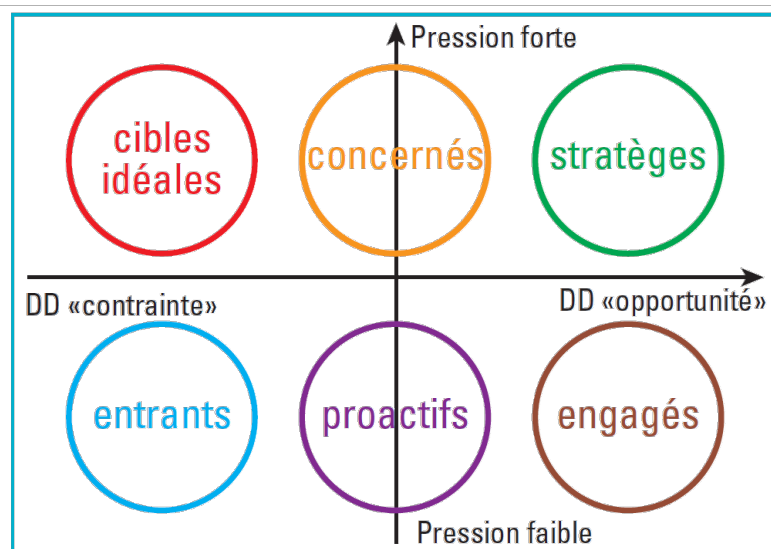 Pression forte
cibles
idéales
concernés
stratèges
DD «contrainte»
DD «opportunité»
entrants
proactifs
engagés
Pression faible